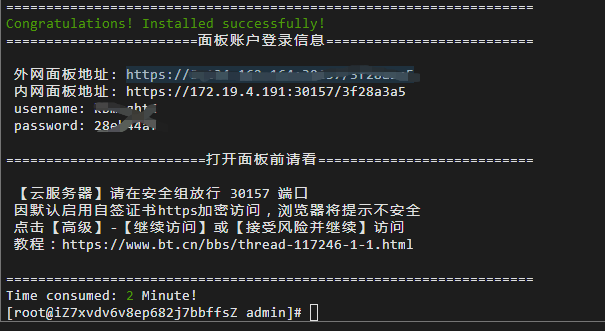 ==================================================================
Congratulations! Installed successfully!
========================面板账户登录信息==========================
外网面板地址: https://
内网面板地址: https://172.19.4.191:30157/3f28a3a5
username:
password:
=========================打开面板前请看===========================
【云服务器】请在安全组放行 30157 端口
因默认启用自签证书https加密访问，浏览器将提示不安全
点击【高级】-【继续访问】或【接受风险并继续】访问
教程：https://www.bt.cn/bbs/thread-117246-1-1.html
==================================================================
Time consumed: 2 Minute!
[root@iZ7xvdv6v8ep682j7bbffsZ admin]#